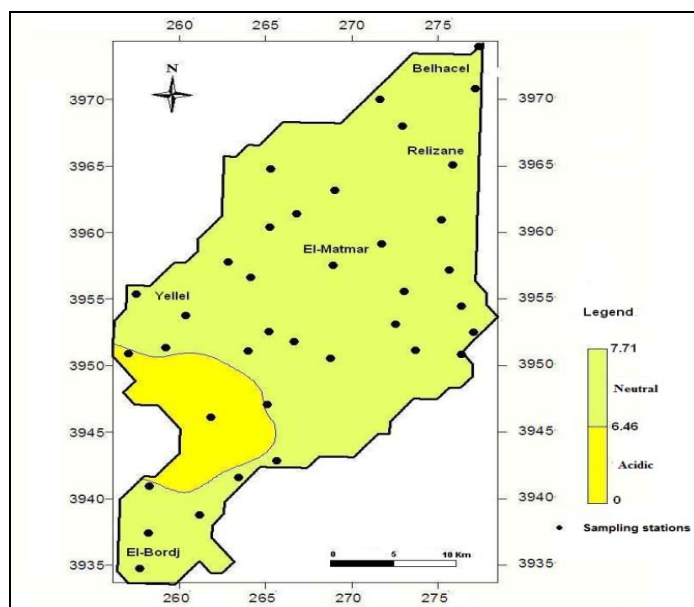 260 265 270 275
N
Belhacel
3970 3970
Relizane
3965 3965
3960 3960
El-Matmar
3955 3955
Yellel
Legend
3950 3950
7.71
Neutral
3945 3945
6.46
Acidic
3940 3940
0
Sampling stations
El-Bordj
3935 3935
0 5 10 Km
260 265 270 275